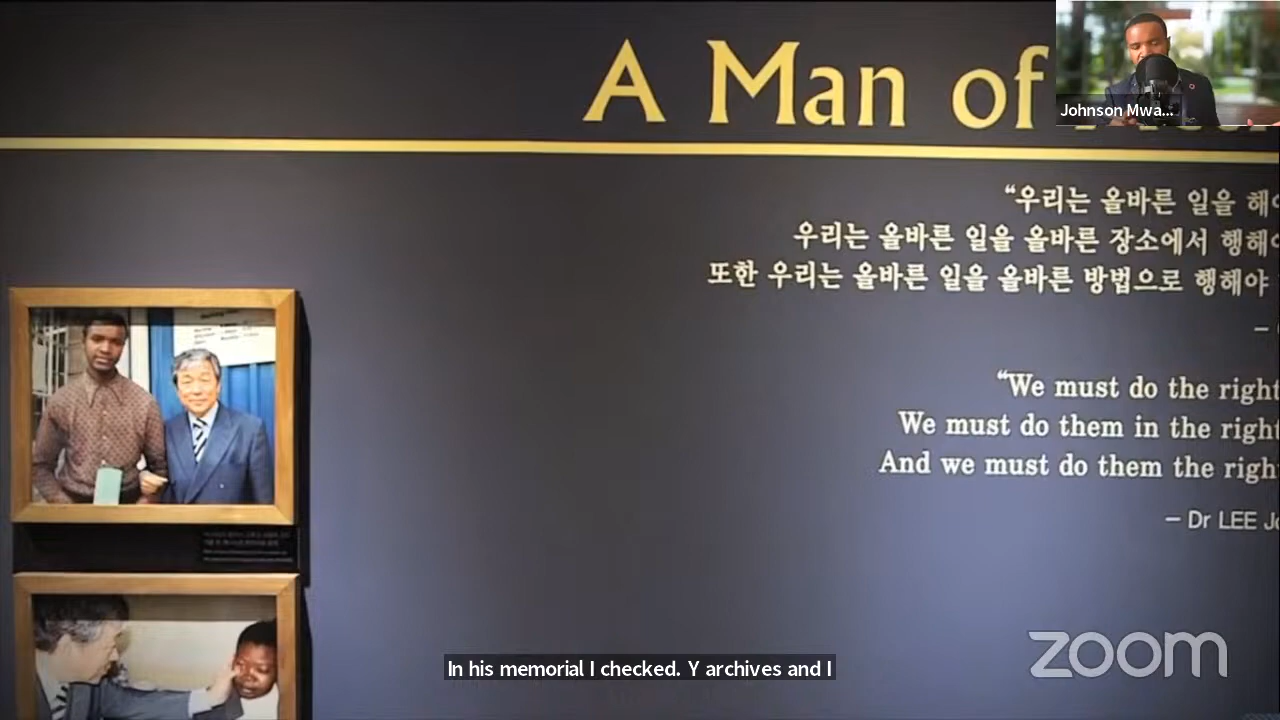 A Man of
Johnson Mwa...
“우리는 올바른 일을
우리는 올바른 일을 올바른 장소에서
또한 우리는 올바른 일을 올바른 방법으로 행해야
“We must do the right
We must do them in the right
And we must do them the righ
– Dr LEE
In his memorial I checked. Y archives and I
zoom